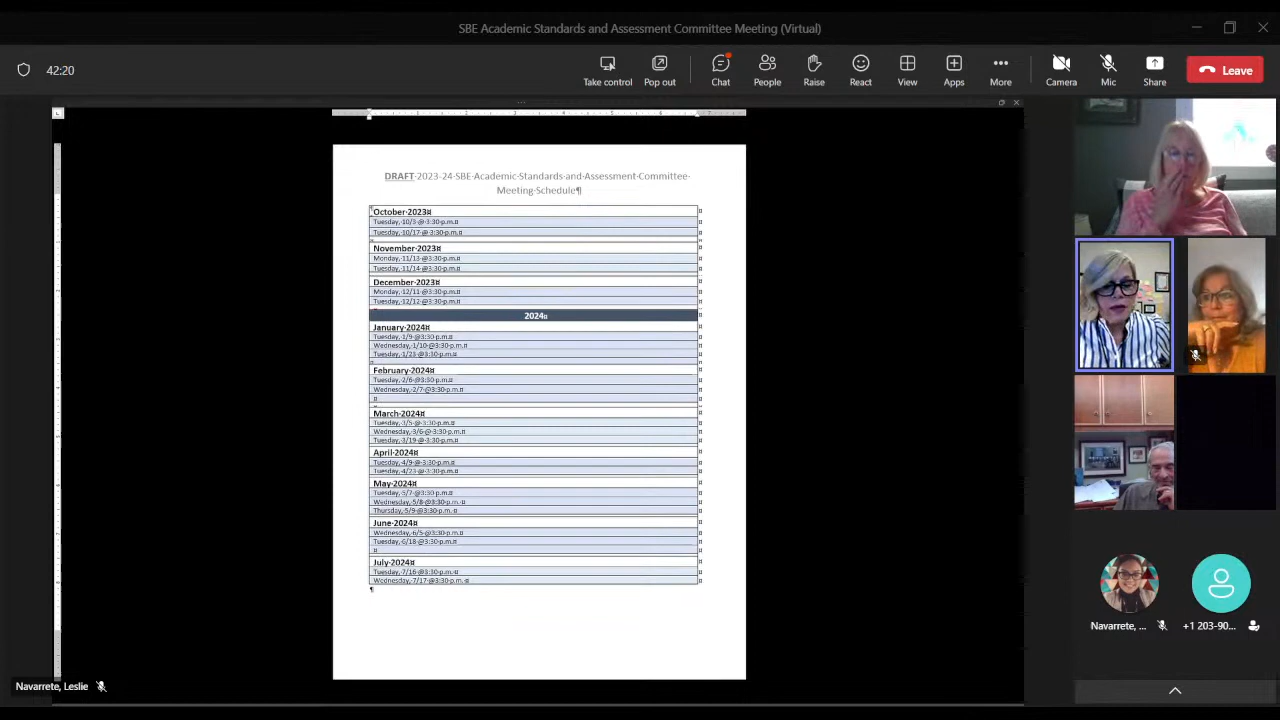 SBE Academic Standards and Assessment Committee Meeting (Virtual)
42:20
Take control
Pop out
Chat
People
Raise
React
View
Apps
More
Camera
Mic
Share
Leave
DRAFT·2023-24·SBE·Academic·Standards·and·Assessment·Committee·
Meeting·Schedule¶
October·2023¤
Tuesday,·10/3·@·3:30·p.m.¤
Tuesday,·10/17·@·3:30·p.m.¤
November·2023¤
Monday,·11/13·@3:30·p.m.¤
Tuesday,·11/14·@3:30·p.m.¤
December·2023¤
Monday,·12/11·@3:30·p.m.¤
Tuesday,·12/12·@3:30·p.m.¤
2024¤
January·2024¤
Tuesday,·1/9·@3:30·p.m.¤
Wednesday,·1/10·@3:30·p.m.¤
Tuesday,·1/23·@3:30·p.m.¤
February·2024¤
Tuesday,·2/6·@3:30·p.m.¤
Wednesday,·2/7·@3:30·p.m.¤
March·2024¤
Tuesday,·3/5·@·3:30·p.m.¤
Wednesday,·3/6·@·3:30·p.m.¤
Tuesday,·3/19·@·3:30·p.m.¤
April·2024¤
Tuesday,·4/9·@·3:30·p.m.¤
Tuesday,·4/23·@·3:30·p.m.¤
May·2024¤
Tuesday,·5/7·@3:30·p.m.¤
Wednesday,·5/8·@3:30·p.m.·¤
Thursday,·5/9·@3:30·p.m.·¤
June·2024¤
Wednesday,·6/5·@3:30·p.m.¤
Tuesday,·6/18·@3:30·p.m.¤
July·2024¤
Tuesday,·7/16·@3:30·p.m.·¤
Wednesday,·7/17·@3:30·p.m.·¤
¶
Navarrete, ...
+1 203-90...
Navarrete, Leslie